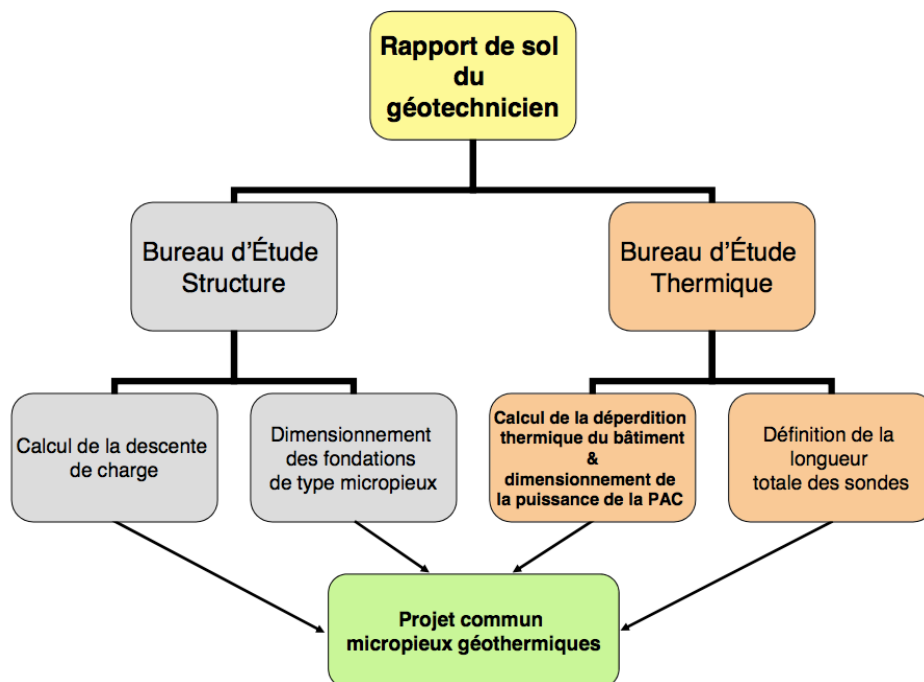 Rapport de sol
du
géotechnicien
Bureau d'Étude
Structure
Bureau d'Étude
Thermique
Calcul de la descente
de charge
Dimensionnement
des fondations
de type micropieux
Calcul de la déperdition
thermique du bâtiment
&
dimensionnement de
la puissance de la PAC
Définition de la
longueur
totale des sondes
Projet commun
micropieux géothermiques